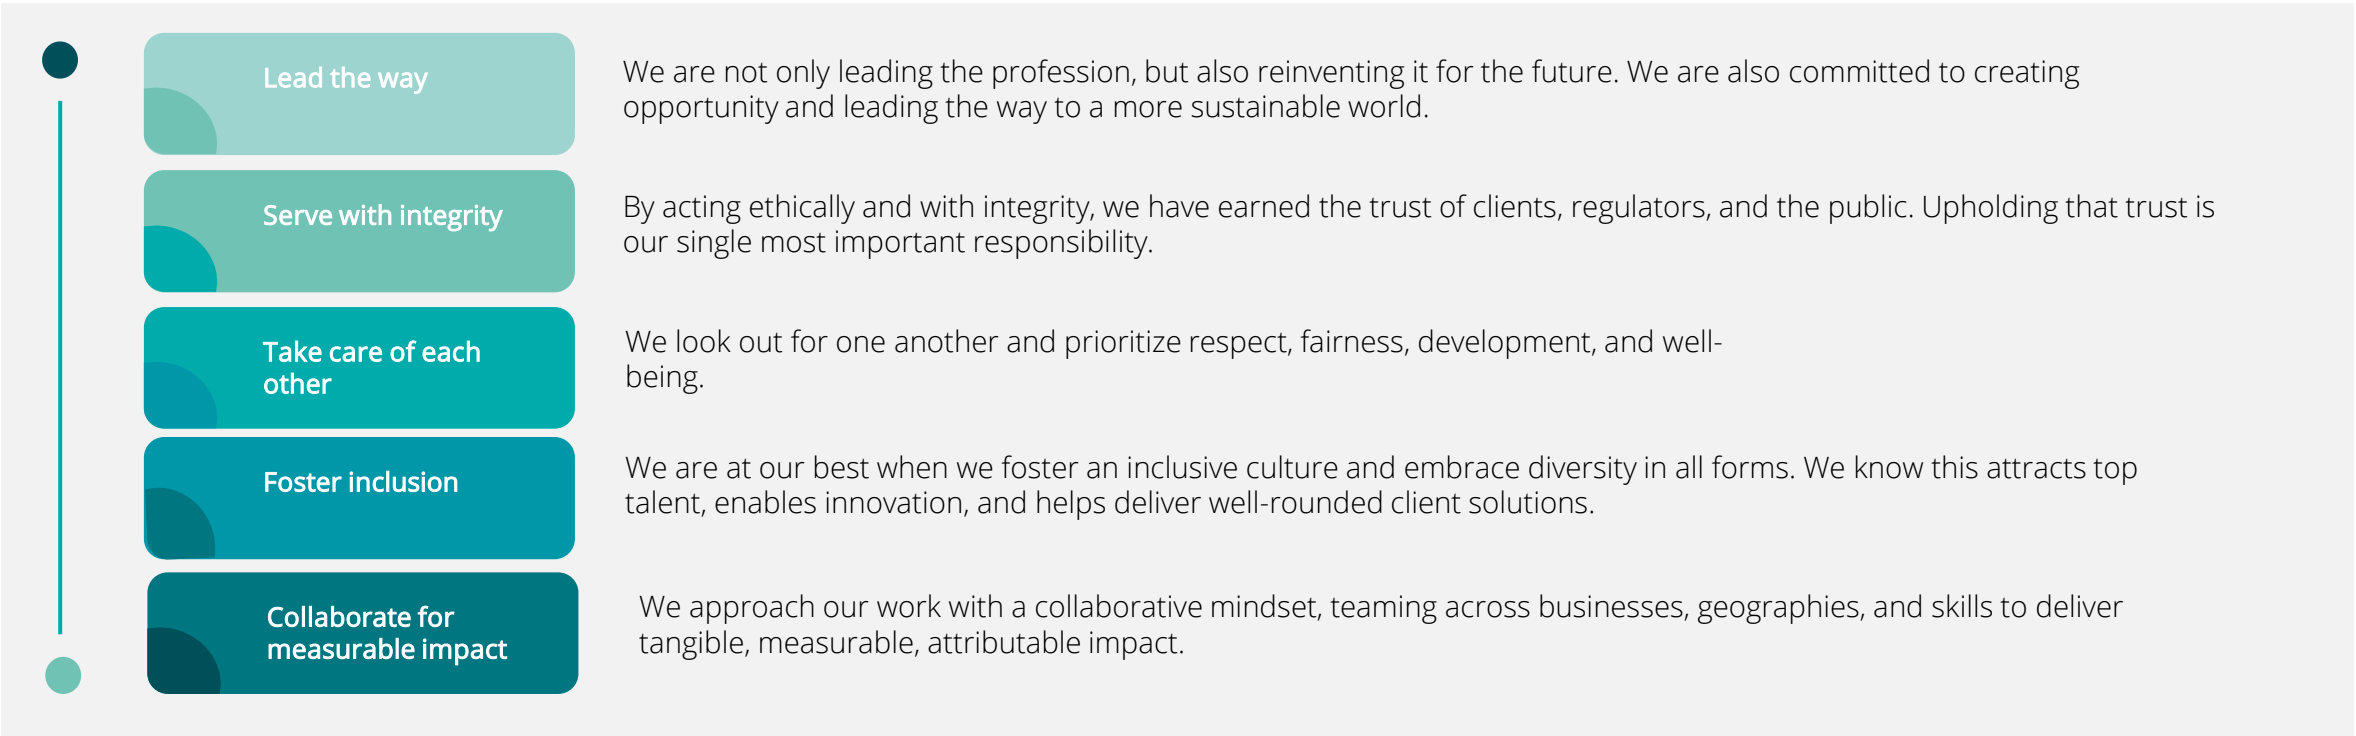 Lead the way
We are not only leading the profession, but also reinventing it for the future. We are also committed to creating
opportunity and leading the way to a more sustainable world.
Serve with integrity
By acting ethically and with integrity, we have earned the trust of clients, regulators, and the public. Upholding that trust is
our single most important responsibility.
Take care of each
other
We look out for one another and prioritize respect, fairness, development, and well-
being.
Foster inclusion
We are at our best when we foster an inclusive culture and embrace diversity in all forms. We know this attracts top
talent, enables innovation, and helps deliver well-rounded client solutions.
Collaborate for
measurable impact
We approach our work with a collaborative mindset, teaming across businesses, geographies, and skills to deliver
tangible, measurable, attributable impact.